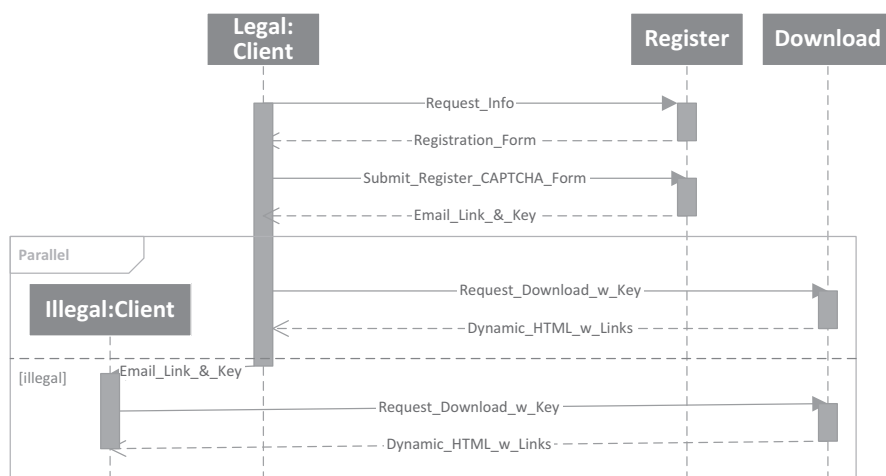 Legal:
Client
Register
Download
Request_Info
Registration_Form
Submit_Register_CAPTCHA_Form
Email_Link_&_Key
Parallel
Request_Download_w_Key
Illegal:Client
Dynamic_HTML_w_Links
[illegal]
Email_Link_&_Key
Request_Download_w_Key
Dynamic_HTML_w_Links